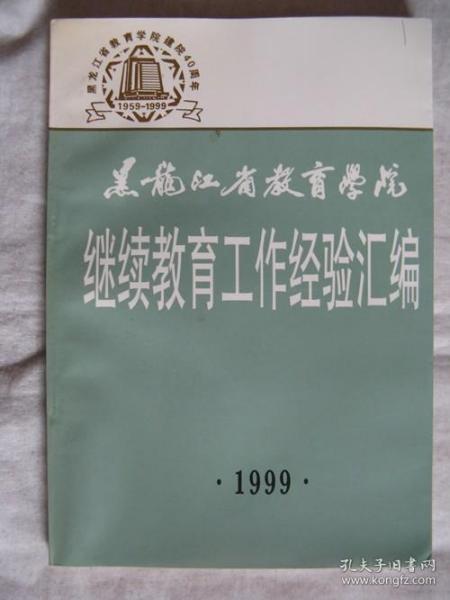 黑龙江省教育学院建院40周年
1959-1999
黑龍江省教育學院
继续教育工作经验汇编
·1999·
孔夫子旧书网
www.kongfz.com